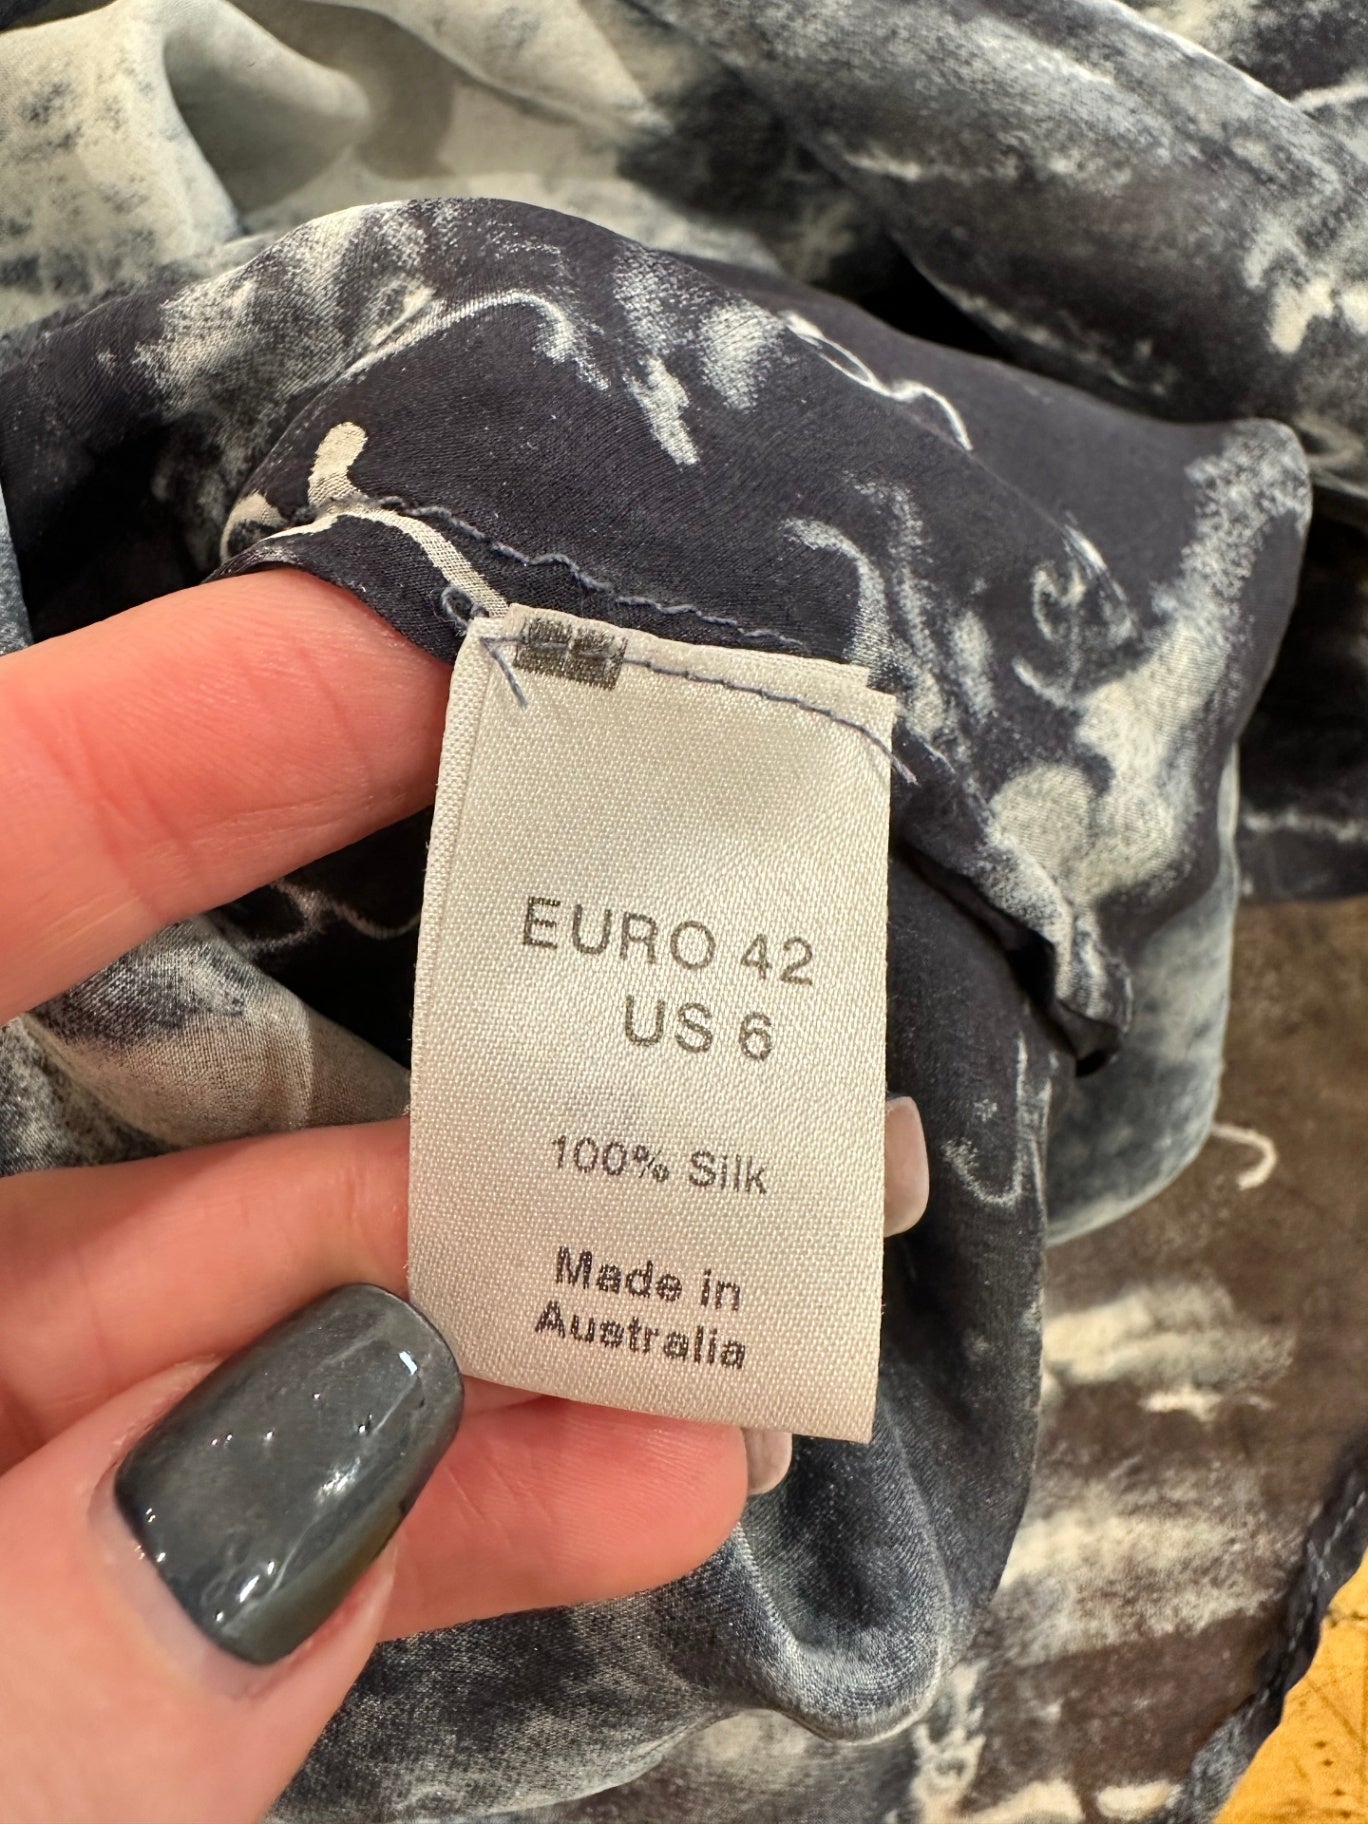 EURO 42
US 6
100% Silk
Made in
Australia